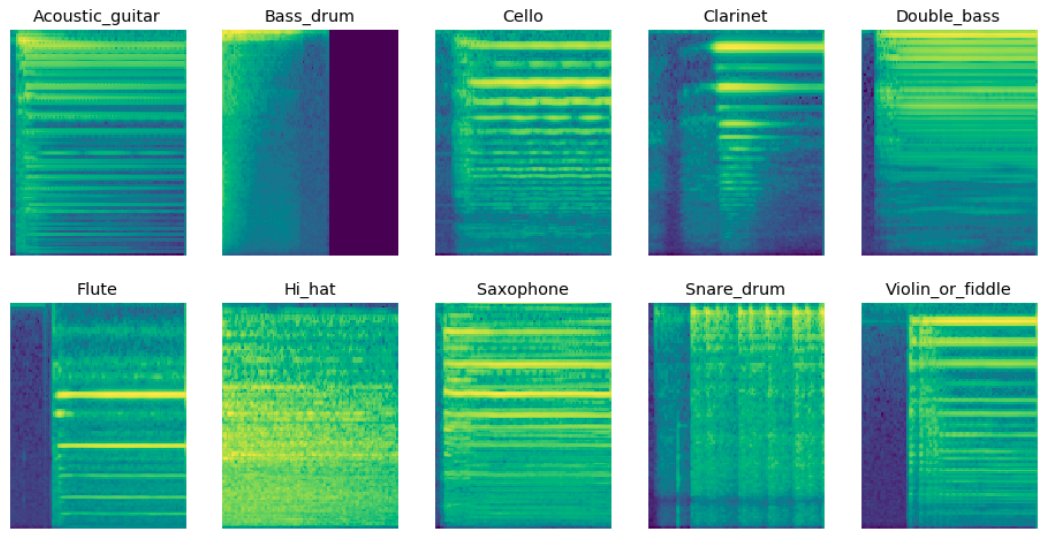 Acoustic_guitar
Bass_drum
Cello
Clarinet
Double_bass
Flute
Hi_hat
Saxophone
Snare_drum
Violin_or_fiddle